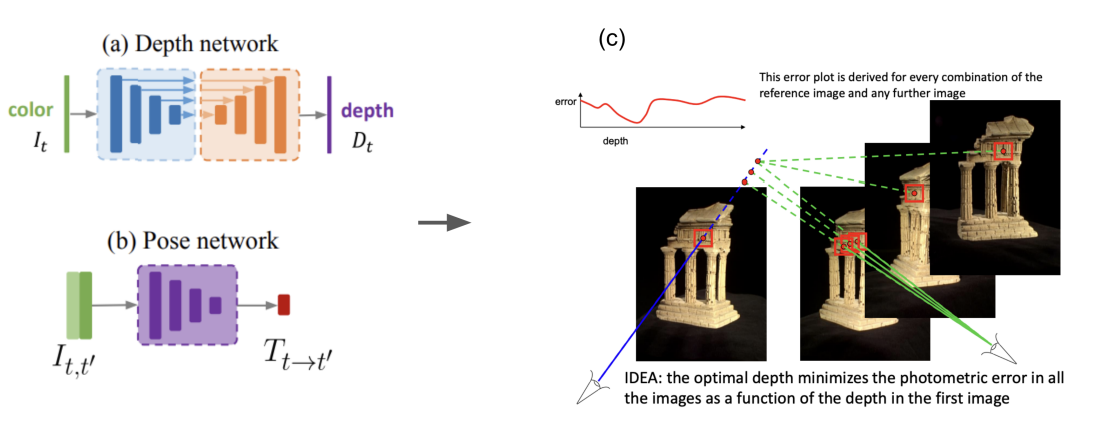 (a) Depth network
color
I_t
depth
D_t
(b) Pose network
I_{t,t'}
T_{t→t'}
(c)
This error plot is derived for every combination of the
reference image and any further image
error
depth
IDEA: the optimal depth minimizes the photometric error in all
the images as a function of the depth in the first image